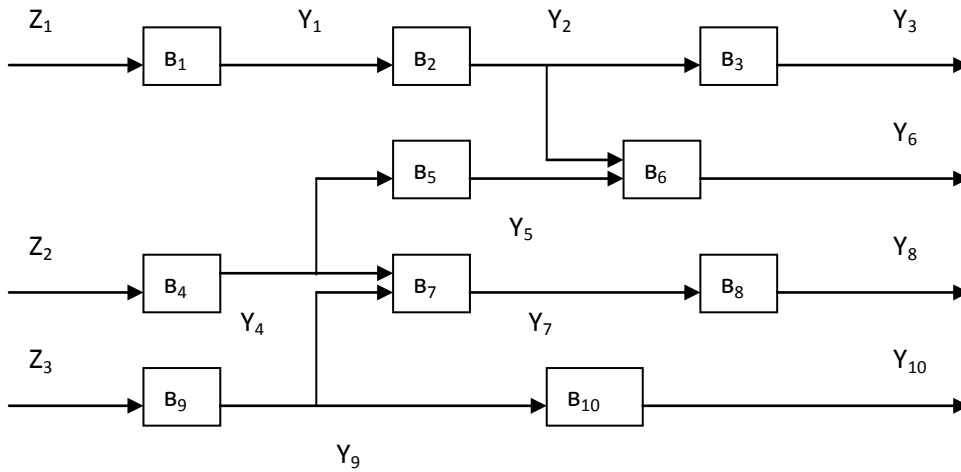 Z₁ Y₁ Y₂ Y₃
B₁ B₂ B₃
Y₆
B₅ B₆
Z₂ Y₅ Y₈
B₄ B₇ B₈
Y₄ Y₇
Z₃ Y₁₀
B₉ B₁₀
Y₉